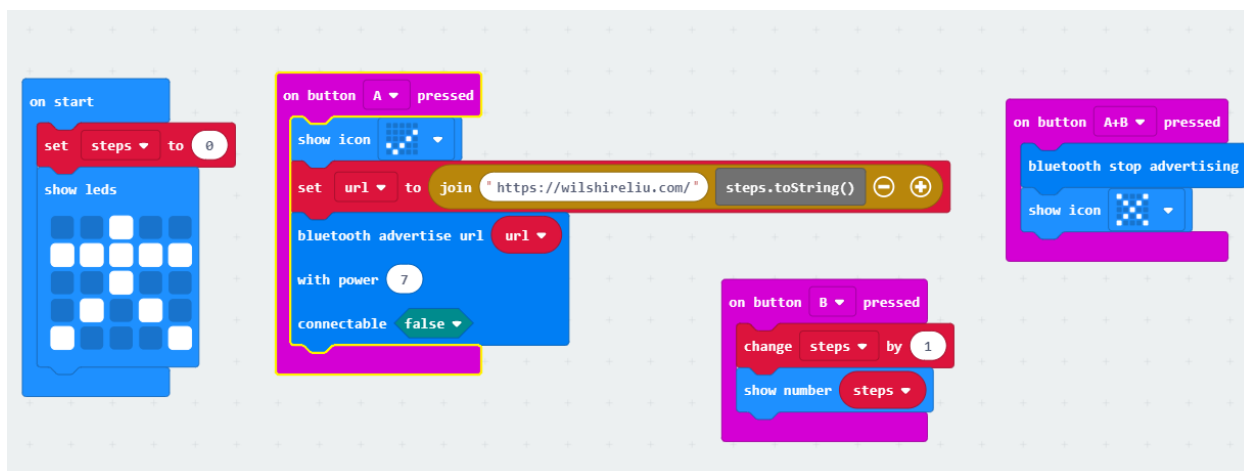 on start
set steps to 0
show leds
on button A pressed
show icon
set url to join "https://wilshireliu.com/" steps.toString()
bluetooth advertise url url
with power 7
connectable false
on button B pressed
change steps by 1
show number steps
on button A+B pressed
bluetooth stop advertising
show icon